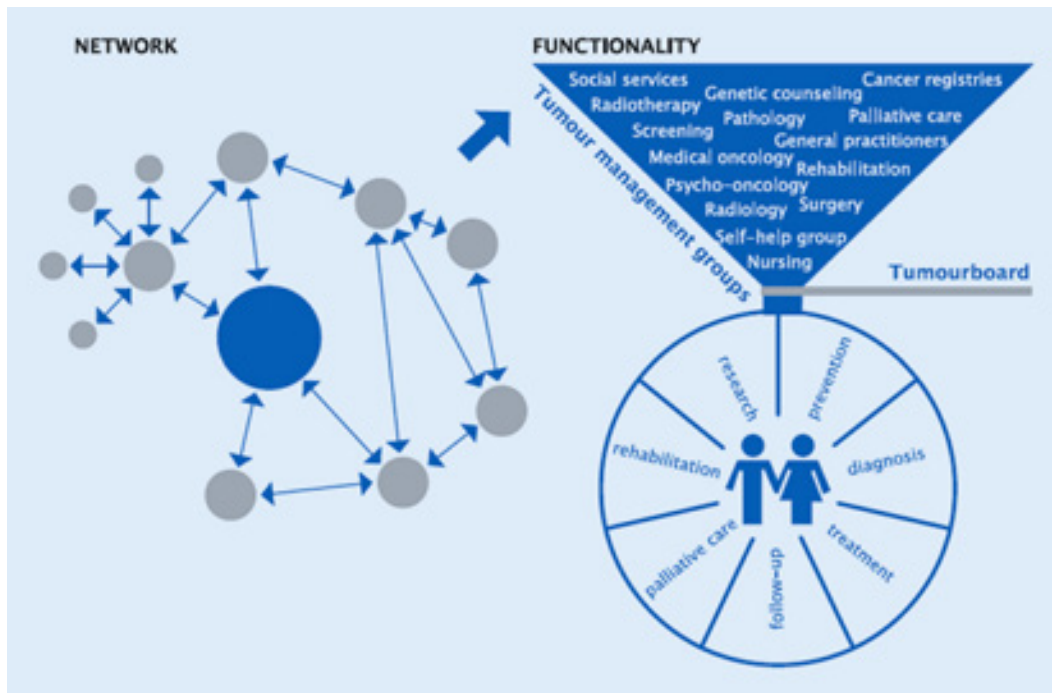 NETWORK
FUNCTIONALITY
Social services
Cancer registries
Genetic counseling
Radiotherapy
Pathology
Palliative care
Screening
General practitioners
Medical oncology
Rehabilitation
Psycho-oncology
Radiology
Surgery
Self-help group
Nursing
Tumour management groups
Tumourboard
research
prevention
rehabilitation
diagnosis
palliative care
treatment
follow-up